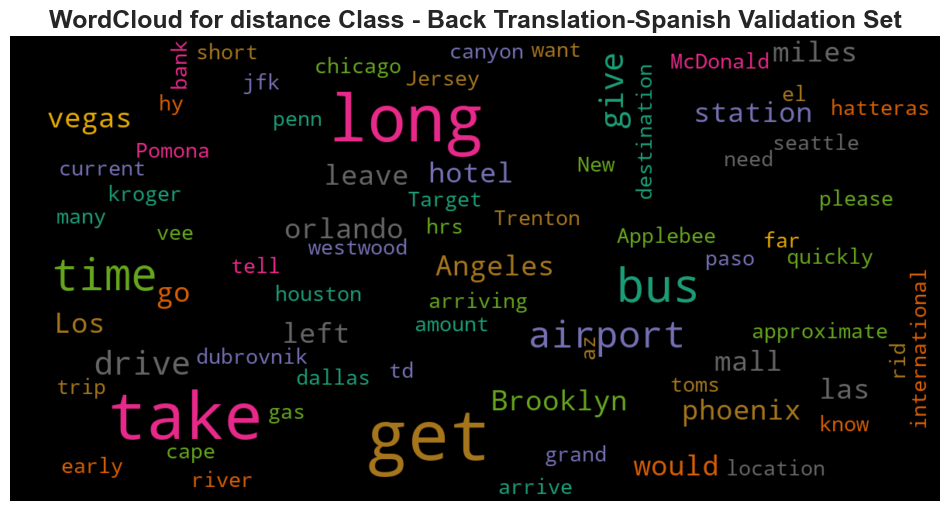 WordCloud for distance Class - Back Translation-Spanish Validation Set
bank
short
canyon
want
miles
chicago
McDonald
jfk
Jersey
give
destination
el
hy
long
station
hatteras
vegas
penn
seattle
Pomona
New
need
current
leave
hotel
kroger
Target
please
many
orlando
hrs
Trenton
vee
westwood
Applebee
far
quickly
tell
Angeles
paso
time
go
houston
arriving
bus
international
Los
amount
left
airport
az
approximate
drive
dubrovnik
mall
rid
dallas
td
trip
toms
las
take
gas
Brooklyn
phoenix
know
get
cape
grand
early
would
location
river
arrive